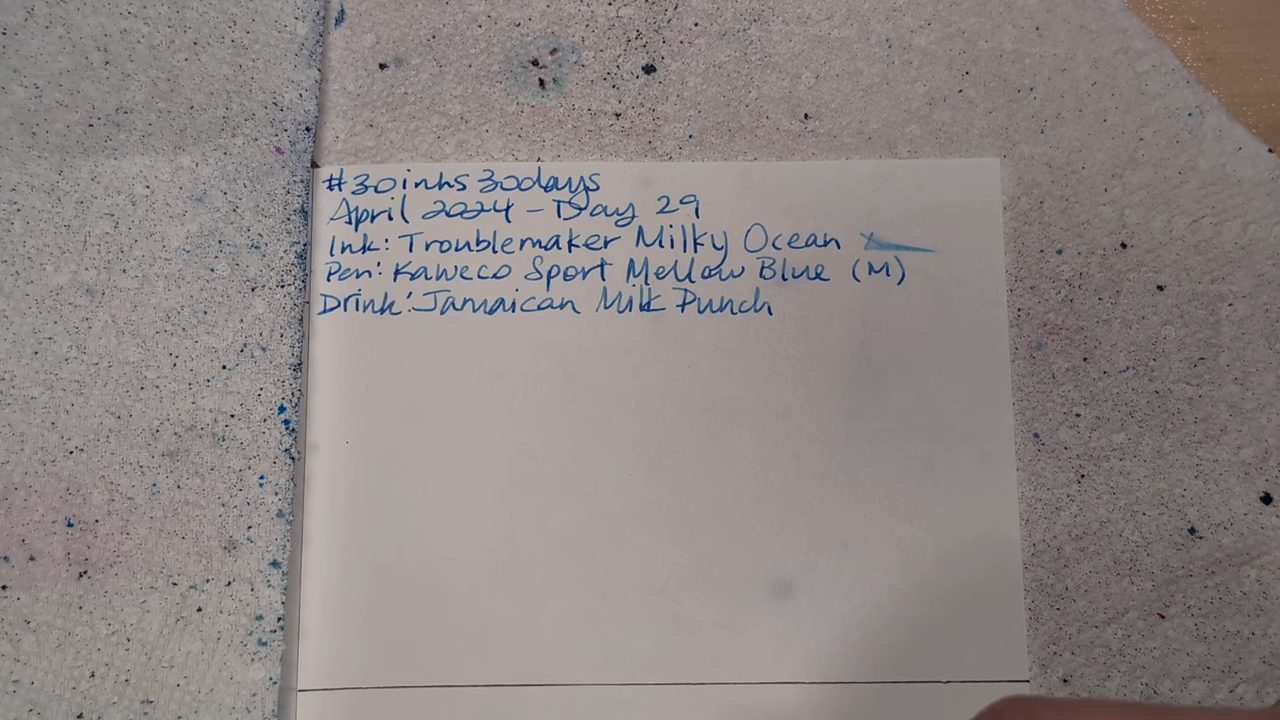 #30inks30days
April 2024 - Day 29
Ink: Troublemaker Milky Ocean x
Pen: Kaweco Sport Mellow Blue (M)
Drink: Jamaican Milk Punch